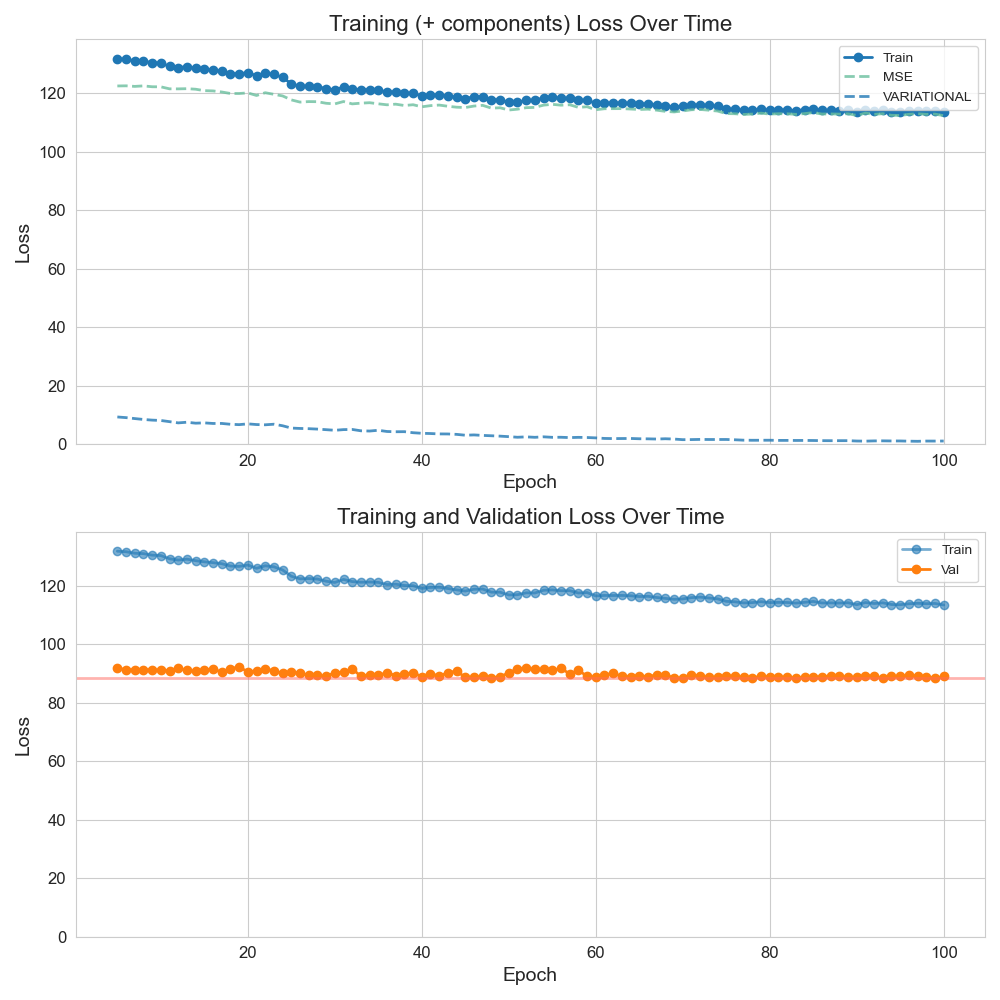 Training (+ components) Loss Over Time
Train
MSE
VARIATIONAL
120
100
80
60
40
20
0
Loss
20 40 60 80 100
Epoch
Training and Validation Loss Over Time
Train
Val
120
100
80
60
40
20
0
Loss
20 40 60 80 100
Epoch